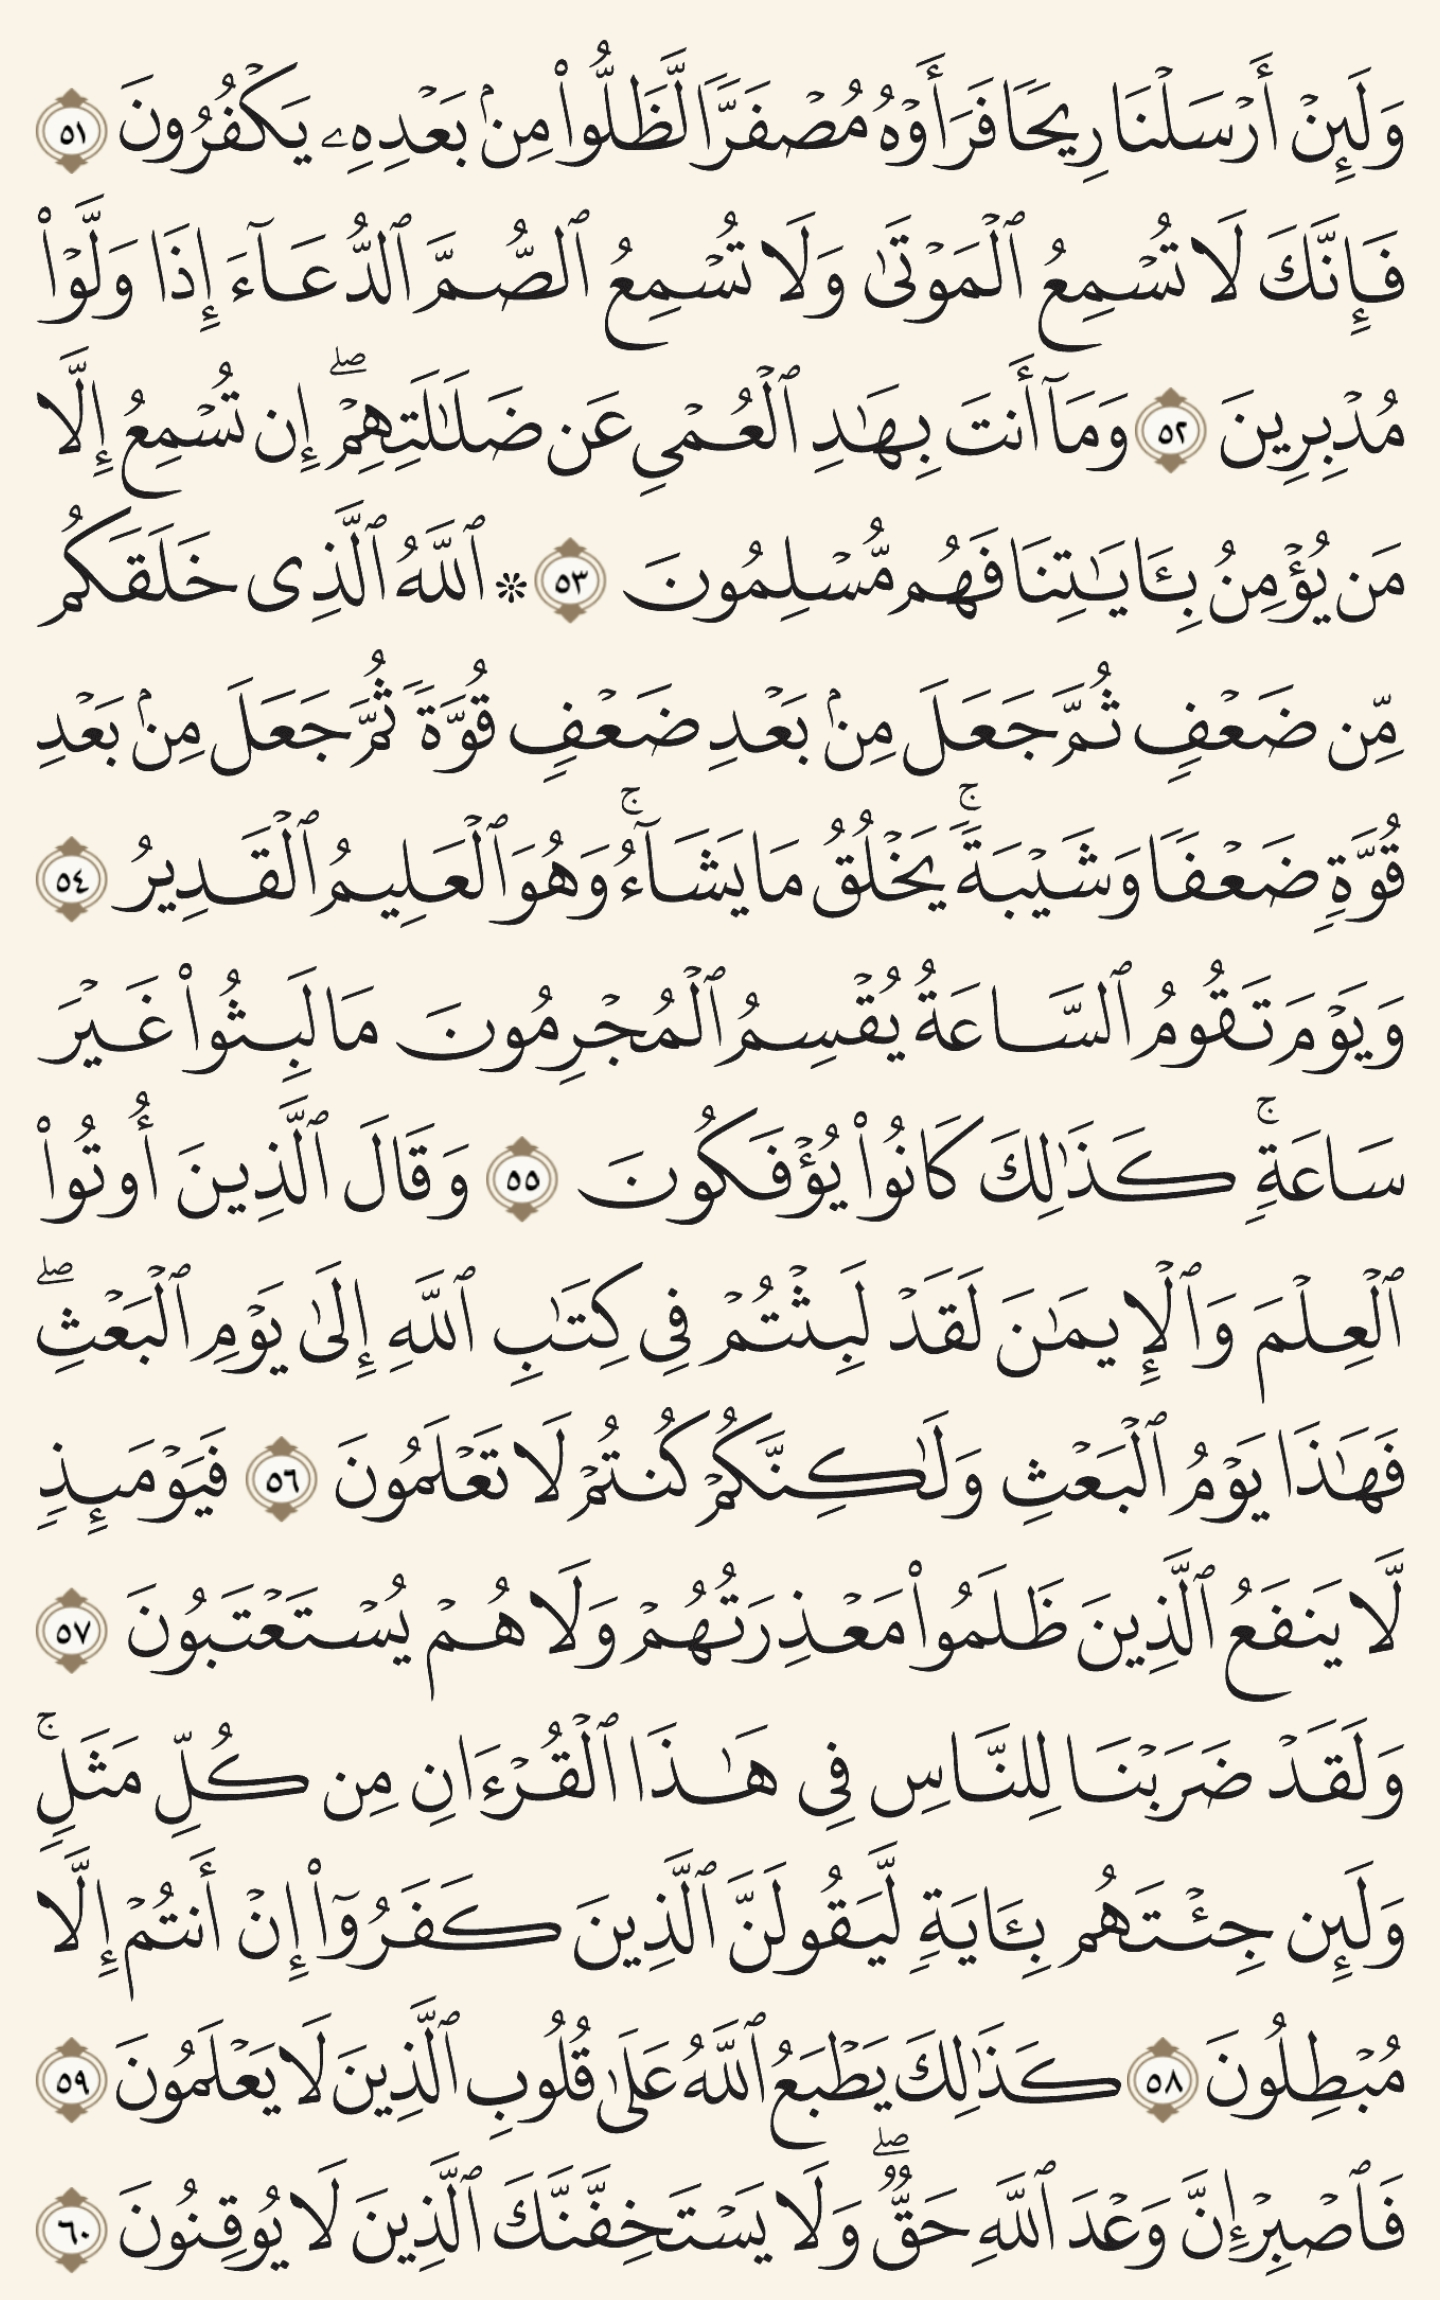 وَلَئِنْ أَرْسَلْنَا رِيحًا فَرَأَوْهُ مُصْفَرًّا لَّظَلُّوا۟ مِنۢ بَعْدِهِۦ يَكْفُرُونَ ٥١
فَإِنَّكَ لَا تُسْمِعُ ٱلْمَوْتَىٰ وَلَا تُسْمِعُ ٱلصُّمَّ ٱلدُّعَآءَ إِذَا وَلَّوْا۟
مُدْبِرِينَ ٥٢ وَمَآ أَنتَ بِهَـٰدِ ٱلْعُمْىِ عَن ضَلَـٰلَتِهِمْ ۖ إِن تُسْمِعُ إِلَّا
مَن يُؤْمِنُ بِـَٔايَـٰتِنَا فَهُم مُّسْلِمُونَ ٥٣ ۞ ٱللَّهُ ٱلَّذِى خَلَقَكُم
مِّن ضَعْفٍ ثُمَّ جَعَلَ مِنۢ بَعْدِ ضَعْفٍ قُوَّةً ثُمَّ جَعَلَ مِنۢ بَعْدِ
قُوَّةٍ ضَعْفًا وَشَيْبَةً ۚ يَخْلُقُ مَا يَشَآءُ ۚ وَهُوَ ٱلْعَلِيمُ ٱلْقَدِيرُ ٥٤
وَيَوْمَ تَقُومُ ٱلسَّاعَةُ يُقْسِمُ ٱلْمُجْرِمُونَ مَا لَبِثُوا۟ غَيْرَ
سَاعَةٍ ۚ كَذَٰلِكَ كَانُوا۟ يُؤْفَكُونَ ٥٥ وَقَالَ ٱلَّذِينَ أُوتُوا۟
ٱلْعِلْمَ وَٱلْإِيمَـٰنَ لَقَدْ لَبِثْتُمْ فِى كِتَـٰبِ ٱللَّهِ إِلَىٰ يَوْمِ ٱلْبَعْثِ ۖ
فَهَـٰذَا يَوْمُ ٱلْبَعْثِ وَلَـٰكِنَّكُمْ كُنتُمْ لَا تَعْلَمُونَ ٥٦ فَيَوْمَئِذٍ
لَّا يَنفَعُ ٱلَّذِينَ ظَلَمُوا۟ مَعْذِرَتُهُمْ وَلَا هُمْ يُسْتَعْتَبُونَ ٥٧
وَلَقَدْ ضَرَبْنَا لِلنَّاسِ فِى هَـٰذَا ٱلْقُرْءَانِ مِن كُلِّ مَثَلٍ ۚ
وَلَئِن جِئْتَهُم بِـَٔايَةٍ لَّيَقُولَنَّ ٱلَّذِينَ كَفَرُوٓا۟ إِنْ أَنتُمْ إِلَّا
مُبْطِلُونَ ٥٨ كَذَٰلِكَ يَطْبَعُ ٱللَّهُ عَلَىٰ قُلُوبِ ٱلَّذِينَ لَا يَعْلَمُونَ ٥٩
فَٱصْبِرْ إِنَّ وَعْدَ ٱللَّهِ حَقٌّ ۖ وَلَا يَسْتَخِفَّنَّكَ ٱلَّذِينَ لَا يُوقِنُونَ ٦٠